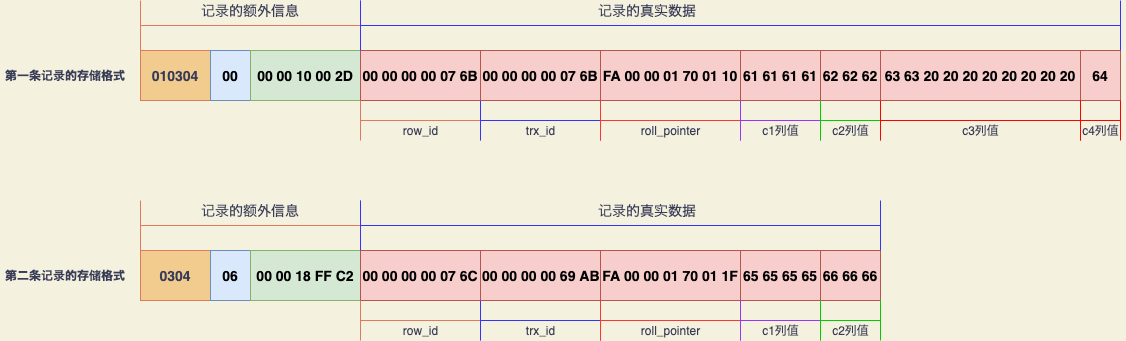 记录的额外信息 记录的真实数据
第一条记录的存储格式 010304 00 00 00 10 00 2D 00 00 00 00 07 6B 00 00 00 00 07 6B FA 00 00 01 70 01 10 61 61 61 61 62 62 62 63 63 20 20 20 20 20 20 20 20 64
row_id trx_id roll_pointer c1列值 c2列值 c3列值 c4列值
记录的额外信息 记录的真实数据
第二条记录的存储格式 0304 06 00 00 18 FF C2 00 00 00 00 07 6C 00 00 00 00 69 AB FA 00 00 01 70 01 1F 65 65 65 65 66 66 66
row_id trx_id roll_pointer c1列值 c2列值